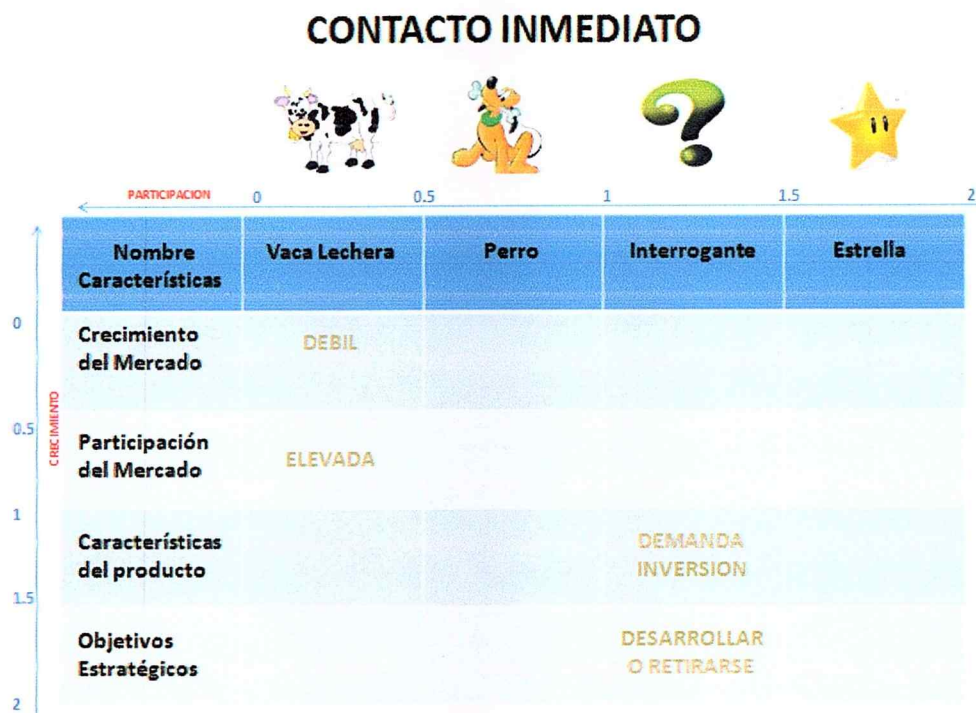 CONTACTO INMEDIATO
PARTICIPACION 0 0.5 1 1.5 2
Nombre Vaca Lechera Perro Interrogante Estrella
Características
0
Crecimiento
del Mercado DEBIL
CRECIMIENTO
0.5
Participación
del Mercado ELEVADA
1
Características DEMANDA
del producto INVERSION
1.5
Objetivos DESARROLLAR
Estratégicos O RETIRARSE
2